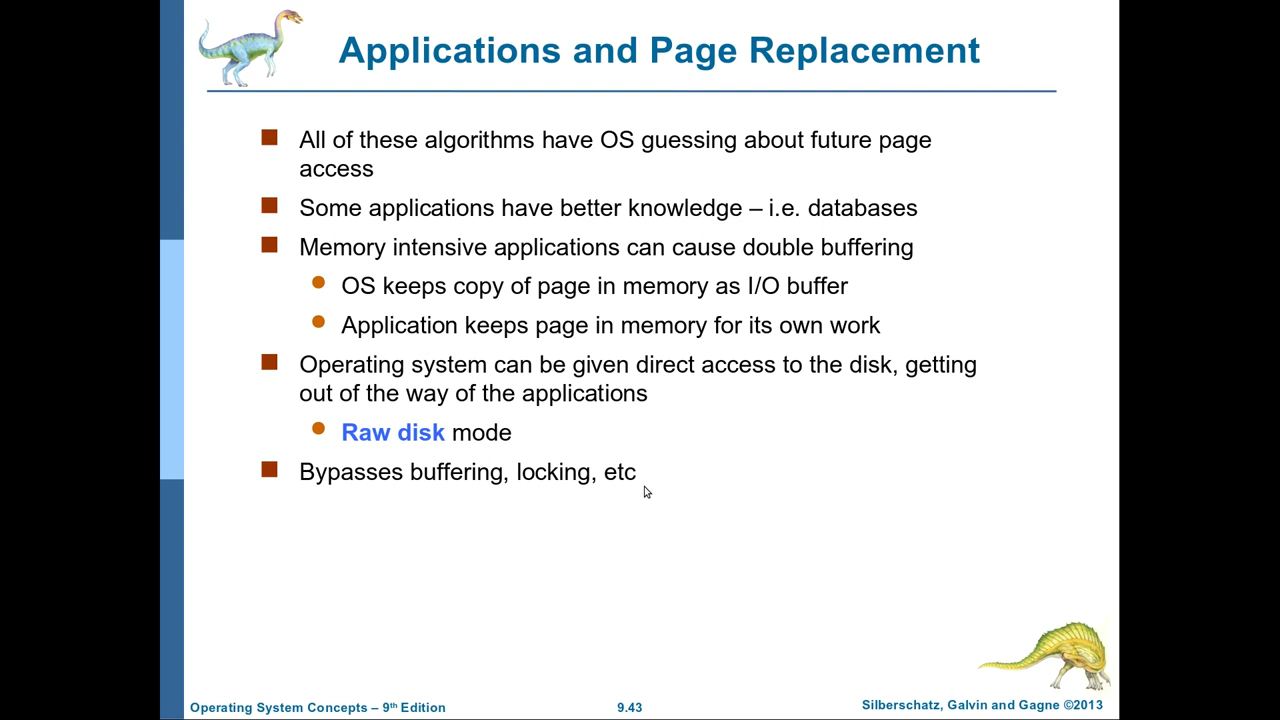 Applications and Page Replacement
All of these algorithms have OS guessing about future page
access
Some applications have better knowledge – i.e. databases
Memory intensive applications can cause double buffering
OS keeps copy of page in memory as I/O buffer
Application keeps page in memory for its own work
Operating system can be given direct access to the disk, getting
out of the way of the applications
Raw disk mode
Bypasses buffering, locking, etc
Operating System Concepts – 9th Edition
9.43
Silberschatz, Galvin and Gagne ©2013